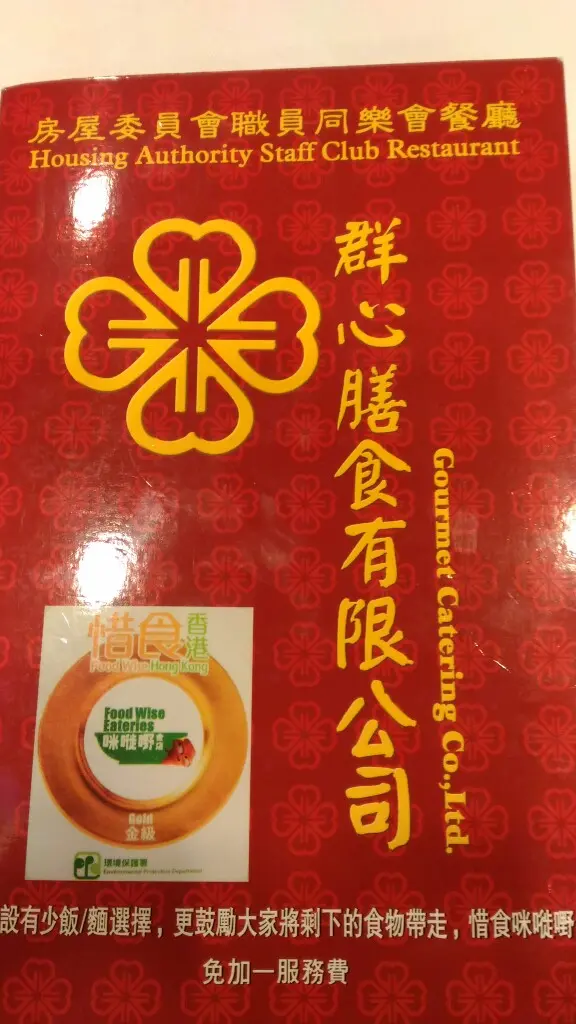 房屋委員會職員同樂會餐廳
Housing Authority Staff Club Restaurant
群心膳食有限公司
Gourmet Catering Co.,Ltd.
惜食香港
Food Wise Hong Kong
Food Wise
Eateries
咪嘥嘢食店
Gold
金級
環境保護署
Environmental Protection Department
設有少飯/麵選擇，更鼓勵大家將剩下的食物帶走，惜食咪嘥嘢
免加一服務費